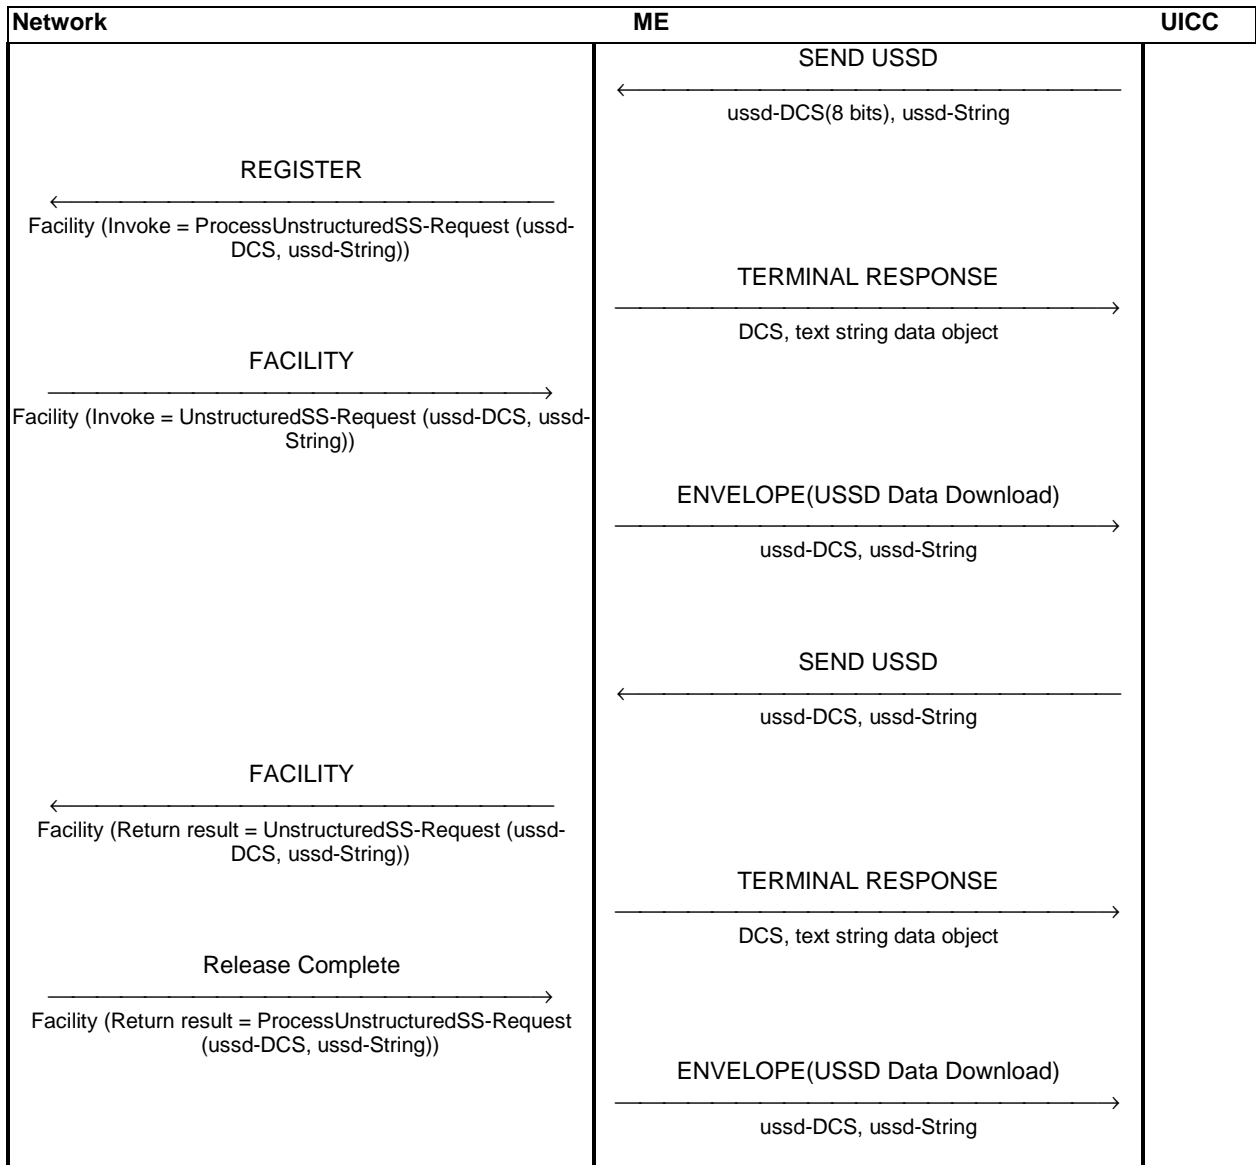 Network ME UICC
SEND USSD
ussd-DCS(8 bits), ussd-String
REGISTER
Facility (Invoke = ProcessUnstructuredSS-Request (ussd-
DCS, ussd-String))
TERMINAL RESPONSE
DCS, text string data object
FACILITY
Facility (Invoke = UnstructuredSS-Request (ussd-DCS, ussd-
String))
ENVELOPE(USSD Data Download)
ussd-DCS, ussd-String
SEND USSD
ussd-DCS, ussd-String
FACILITY
Facility (Return result = UnstructuredSS-Request (ussd-
DCS, ussd-String))
TERMINAL RESPONSE
DCS, text string data object
Release Complete
Facility (Return result = ProcessUnstructuredSS-Request
(ussd-DCS, ussd-String))
ENVELOPE(USSD Data Download)
ussd-DCS, ussd-String